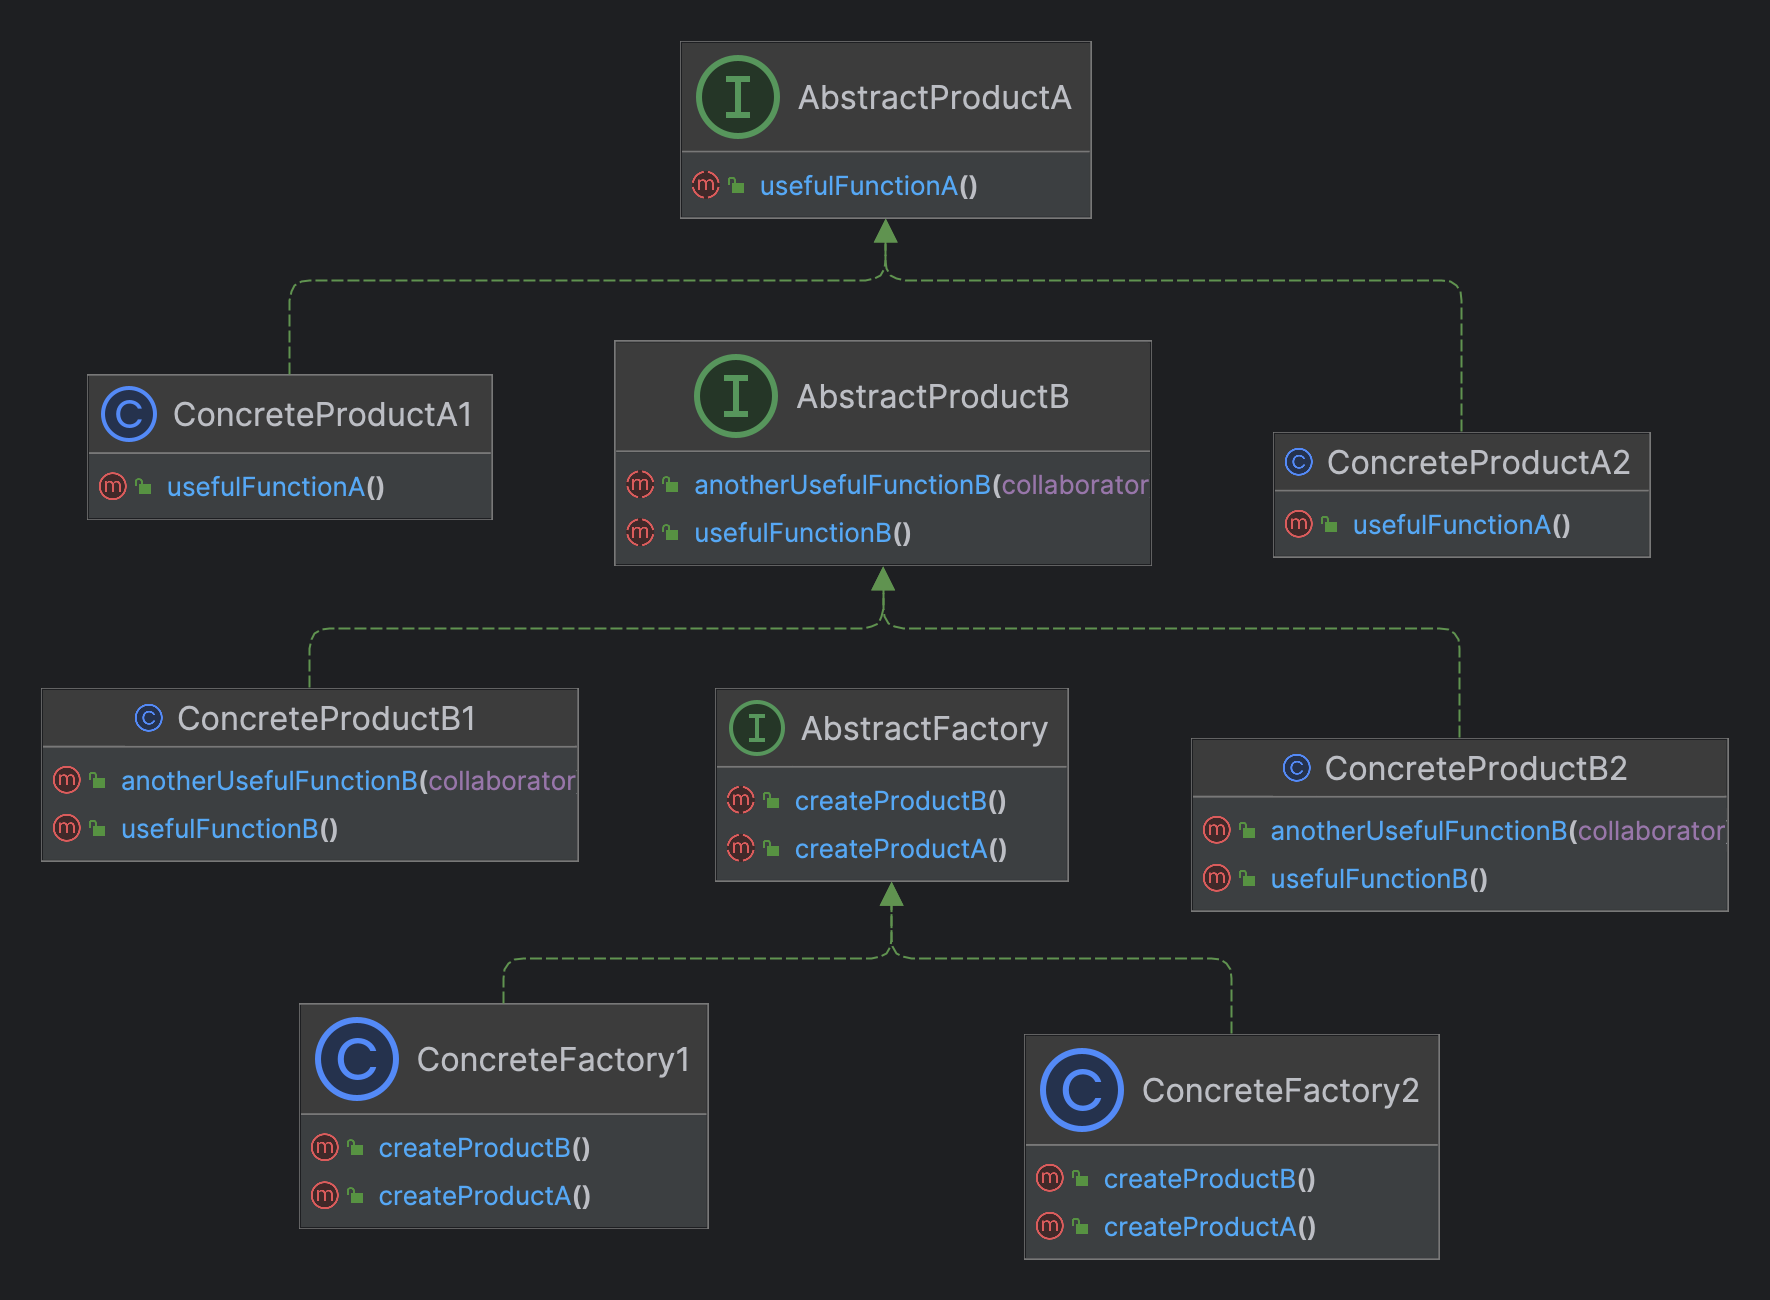 I AbstractProductA
m usefulFunctionA()
C ConcreteProductA1
m usefulFunctionA()
I AbstractProductB
m anotherUsefulFunctionB(collaborator
m usefulFunctionB()
C ConcreteProductA2
m usefulFunctionA()
C ConcreteProductB1
m anotherUsefulFunctionB(collaborator
m usefulFunctionB()
I AbstractFactory
m createProductB()
m createProductA()
C ConcreteProductB2
m anotherUsefulFunctionB(collaborator
m usefulFunctionB()
C ConcreteFactory1
m createProductB()
m createProductA()
C ConcreteFactory2
m createProductB()
m createProductA()